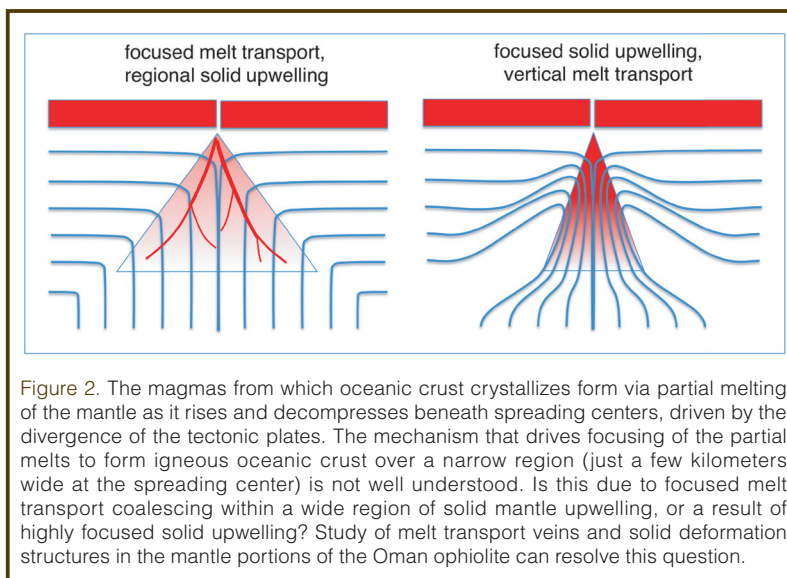 focused melt transport,
regional solid upwelling
focused solid upwelling,
vertical melt transport
Figure 2. The magmas from which oceanic crust crystallizes form via partial melting
of the mantle as it rises and decompresses beneath spreading centers, driven by the
divergence of the tectonic plates. The mechanism that drives focusing of the partial
melts to form igneous oceanic crust over a narrow region (just a few kilometers
wide at the spreading center) is not well understood. Is this due to focused melt
transport coalescing within a wide region of solid mantle upwelling, or a result of
highly focused solid upwelling? Study of melt transport veins and solid deformation
structures in the mantle portions of the Oman ophiolite can resolve this question.